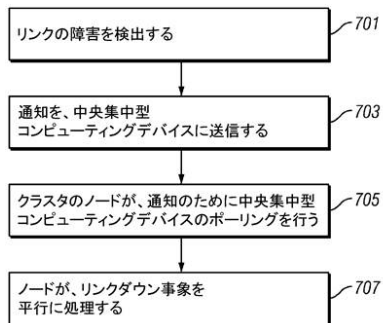 リンクの障害を検出する
701
通知を、中央集中型
コンピューティングデバイスに送信する
703
クラスタのノードが、通知のために中央集中型
コンピューティングデバイスのポーリングを行う
705
ノードが、リンクダウン事象を
平行に処理する
707